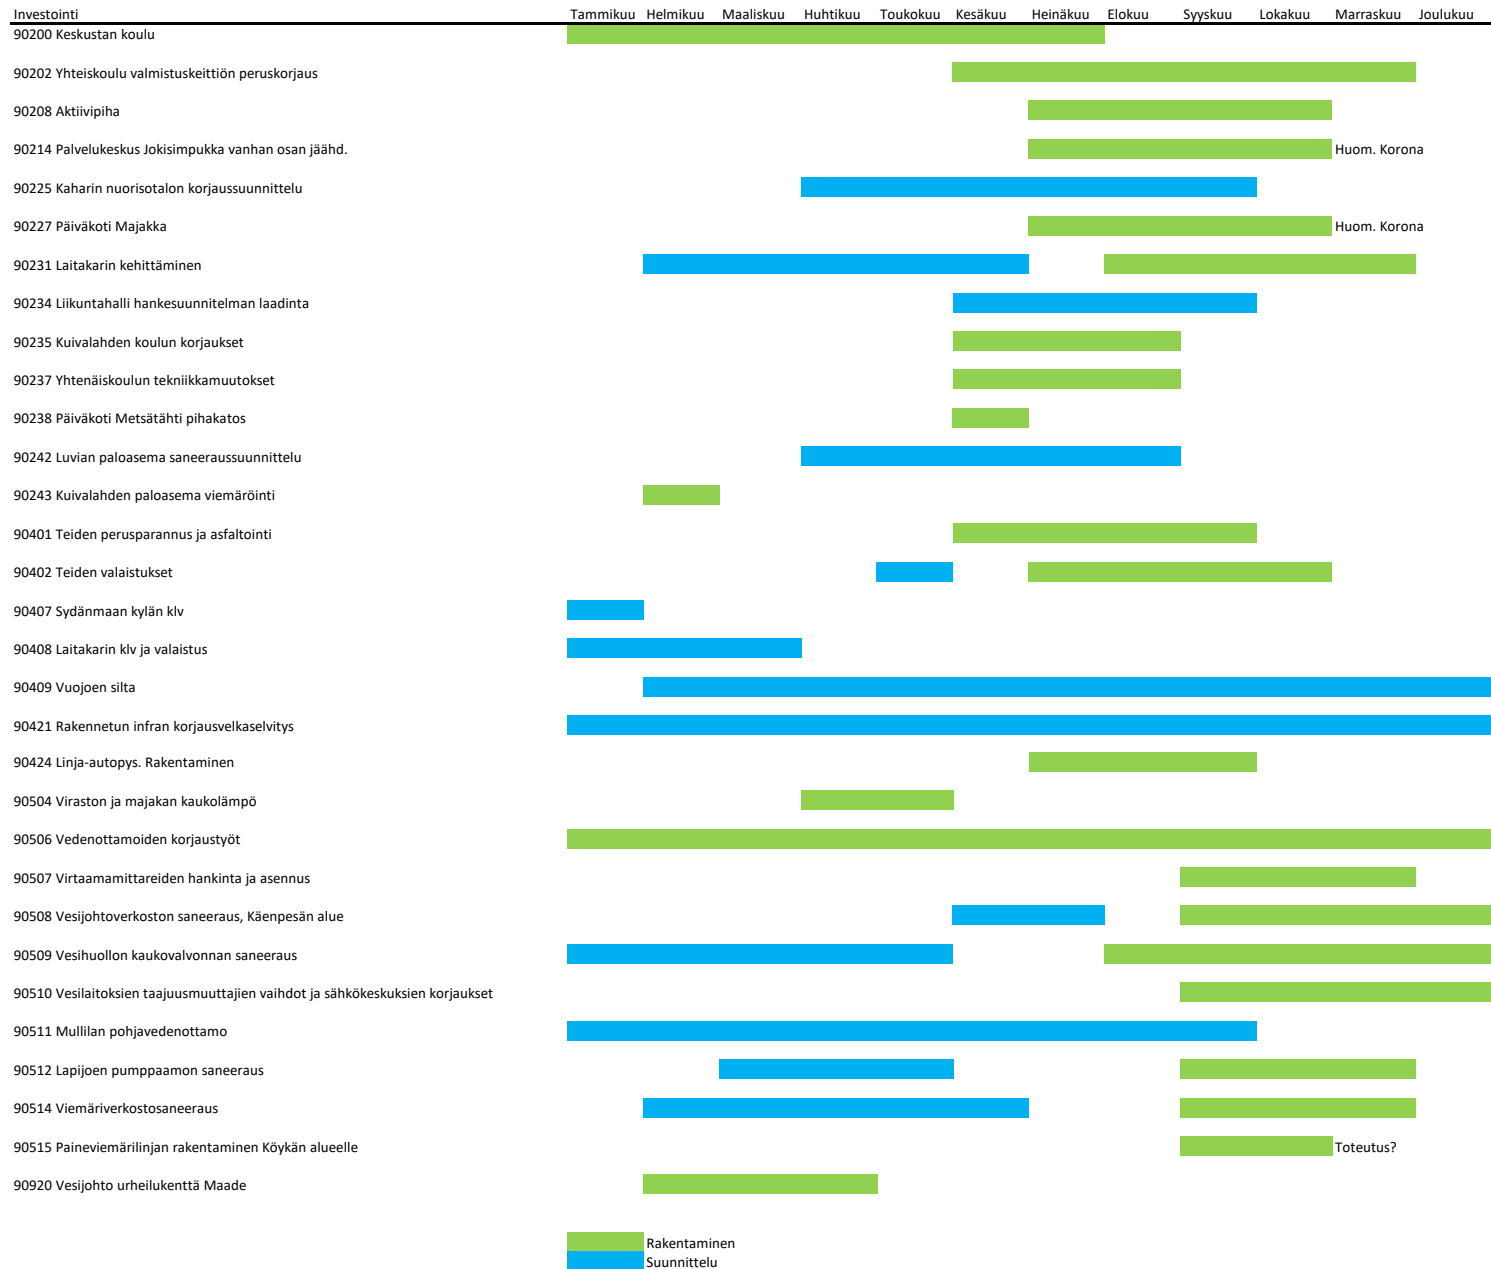 Investointi Tammikuu Helmikuu Maaliskuu Huhtikuu Toukokuu Kesäkuu Heinäkuu Elokuu Syyskuu Lokakuu Marraskuu Joulukuu
90200 Keskustan koulu
90202 Yhteiskoulu valmistuskeittiön peruskorjaus
90208 Aktiivipiha
90214 Palvelukeskus Jokisimpukka vanhan osan jäähd. Huom. Korona
90225 Kaharin nuorisotalon korjaussuunnittelu
90227 Päiväkoti Majakka Huom. Korona
90231 Laitakarin kehittäminen
90234 Liikuntahalli hankesuunnitelman laadinta
90235 Kuivalahden koulun korjaukset
90237 Yhtenäiskoulun tekniikkamuutokset
90238 Päiväkoti Metsätähti pihakatos
90242 Luvian paloasema saneeraussuunnittelu
90243 Kuivalahden paloasema viemäröinti
90401 Teiden perusparannus ja asfaltointi
90402 Teiden valaistukset
90407 Sydänmaan kylän klv
90408 Laitakarin klv ja valaistus
90409 Vuojoen silta
90421 Rakennetun infran korjausvelkaselvitys
90424 Linja-autopys. Rakentaminen
90504 Viraston ja majakan kaukolämpö
90506 Vedenottamoiden korjaustyöt
90507 Virtaamamittareiden hankinta ja asennus
90508 Vesijohtoverkoston saneeraus, Käenpesän alue
90509 Vesihuollon kaukovalvonnan saneeraus
90510 Vesilaitoksien taajuusmuuttajien vaihdot ja sähkökeskuksien korjaukset
90511 Mullilan pohjavedenottamo
90512 Lapijoen pumppaamon saneeraus
90514 Viemäriverkostosaneeraus
90515 Paineviemärilinjan rakentaminen Köykän alueelle Toteutus?
90920 Vesijohto urheilukenttä Maade
Rakentaminen
Suunnittelu